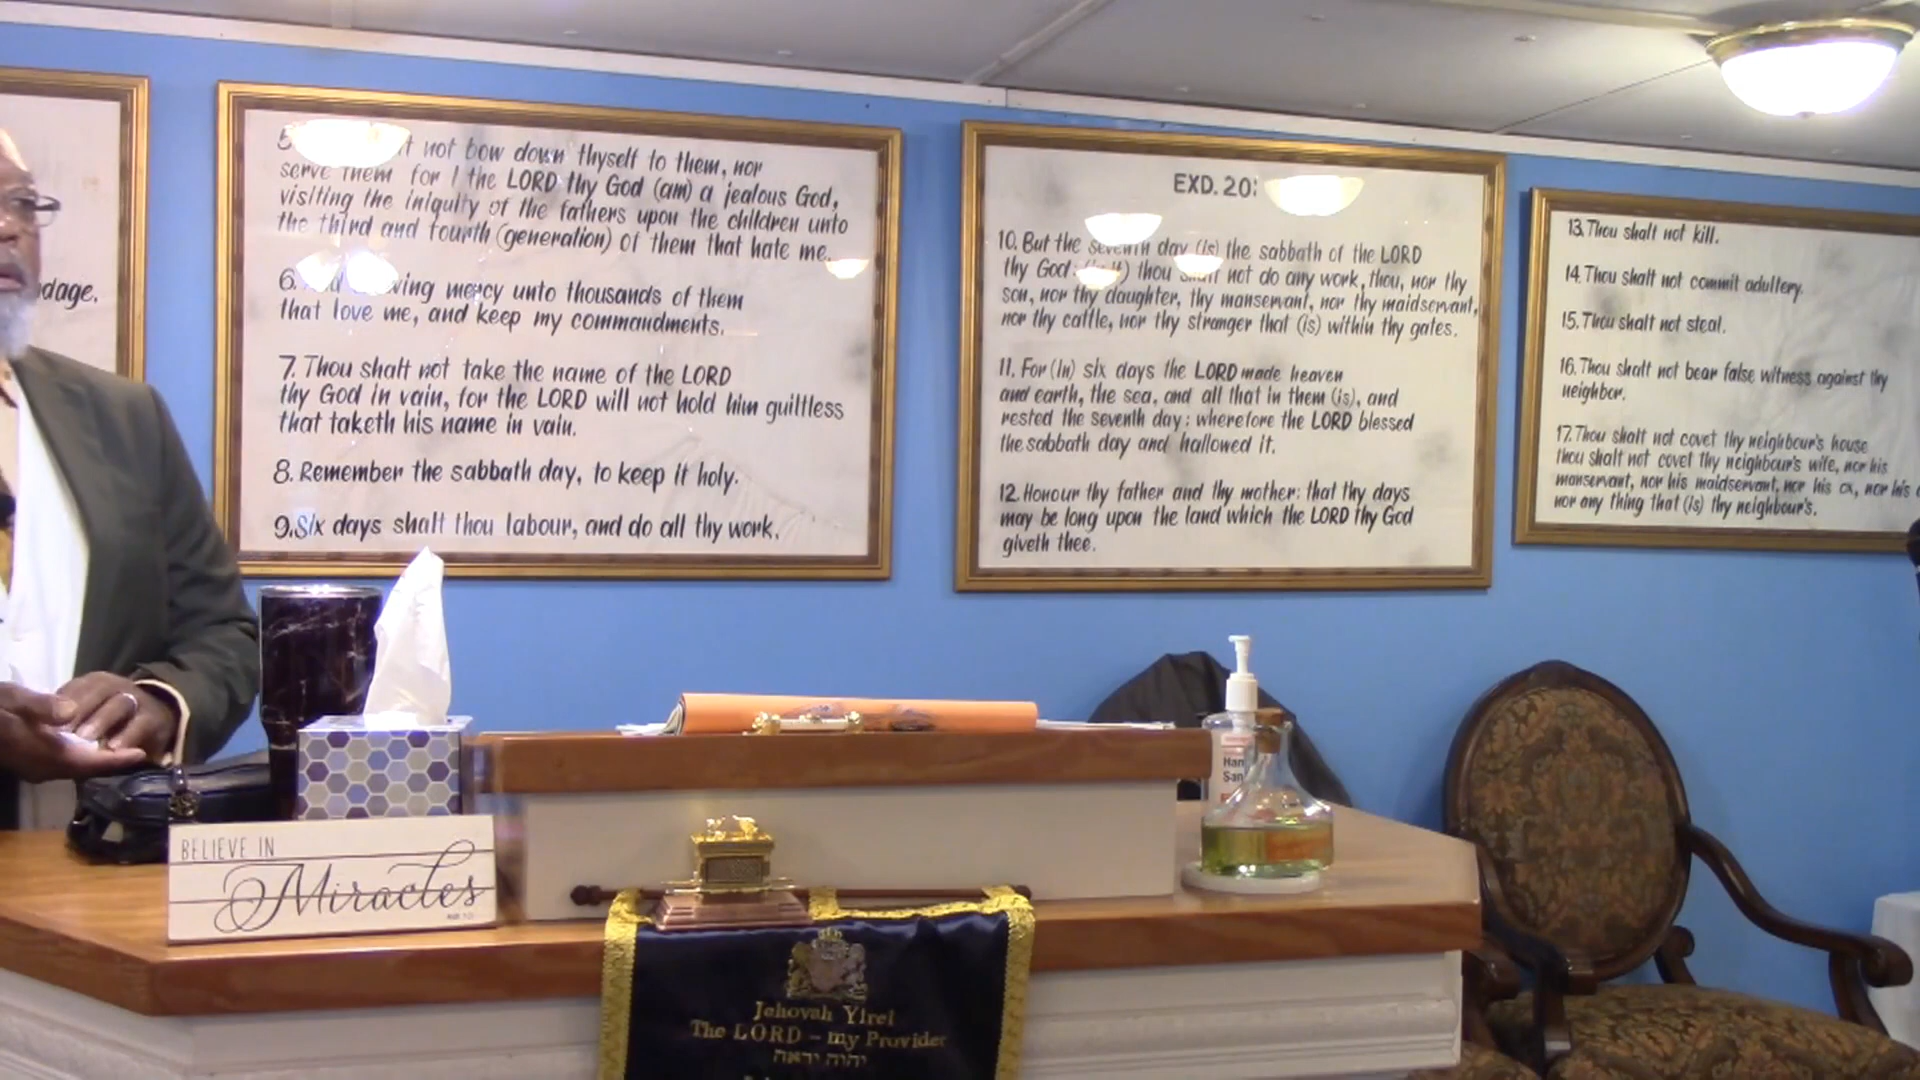 ndage.
not bow down thyself to them, nor
serve them for I the LORD thy God (am) a jealous God,
visiting the iniquity of the fathers upon the children unto
the third and fourth (generation) of them that hate me.
6. mercy unto thousands of them
that love me, and keep my commandments.
7. Thou shalt not take the name of the LORD
thy God in vain, for the LORD will not hold him guiltless
that taketh his name in vain.
8. Remember the sabbath day, to keep it holy.
9. Six days shalt thou labour, and do all thy work.
EXD. 20:
10. But the seventh day (is) the sabbath of the LORD
thy God: thou not do any work, thou, nor thy
son, nor thy daughter, thy manservant, nor thy maidservant,
nor thy cattle, nor thy stranger that (is) within thy gates.
11. For (In) six days the LORD made heaven
and earth, the sea, and all that in them (is), and
rested the seventh day: wherefore the LORD blessed
the sabbath day and hallowed it.
12. Honour thy father and thy mother: that thy days
may be long upon the land which the LORD thy God
giveth thee.
13. Thou shalt not kill.
14. Thou shalt not commit adultery.
15. Thou shalt not steal.
16. Thou shalt not bear false witness against thy
neighbor.
17. Thou shalt not covet thy neighbour's house
thou shalt not covet thy neighbour's wife, nor his
manservant, nor his maidservant, nor his ox, nor his
nor any thing that (is) thy neighbour's.
Han
San
BELIEVE IN
Miracles
Jehovah Yirei
The LORD - my Provider
יהוה יראה